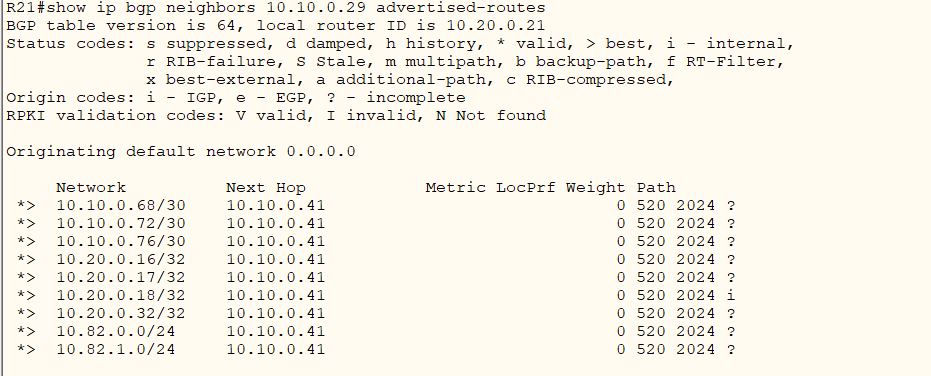 R21#show ip bgp neighbors 10.10.0.29 advertised-routes
BGP table version is 64, local router ID is 10.20.0.21
Status codes: s suppressed, d damped, h history, * valid, > best, i - internal,
              r RIB-failure, S Stale, m multipath, b backup-path, f RT-Filter,
              x best-external, a additional-path, c RIB-compressed,
Origin codes: i - IGP, e - EGP, ? - incomplete
RPKI validation codes: V valid, I invalid, N Not found

Originating default network 0.0.0.0

     Network          Next Hop            Metric LocPrf Weight Path
 *>  10.10.0.68/30    10.10.0.41                             0 520 2024 ?
 *>  10.10.0.72/30    10.10.0.41                             0 520 2024 ?
 *>  10.10.0.76/30    10.10.0.41                             0 520 2024 ?
 *>  10.20.0.16/32    10.10.0.41                             0 520 2024 ?
 *>  10.20.0.17/32    10.10.0.41                             0 520 2024 ?
 *>  10.20.0.18/32    10.10.0.41                             0 520 2024 i
 *>  10.20.0.32/32    10.10.0.41                             0 520 2024 ?
 *>  10.82.0.0/24     10.10.0.41                             0 520 2024 ?
 *>  10.82.1.0/24     10.10.0.41                             0 520 2024 ?